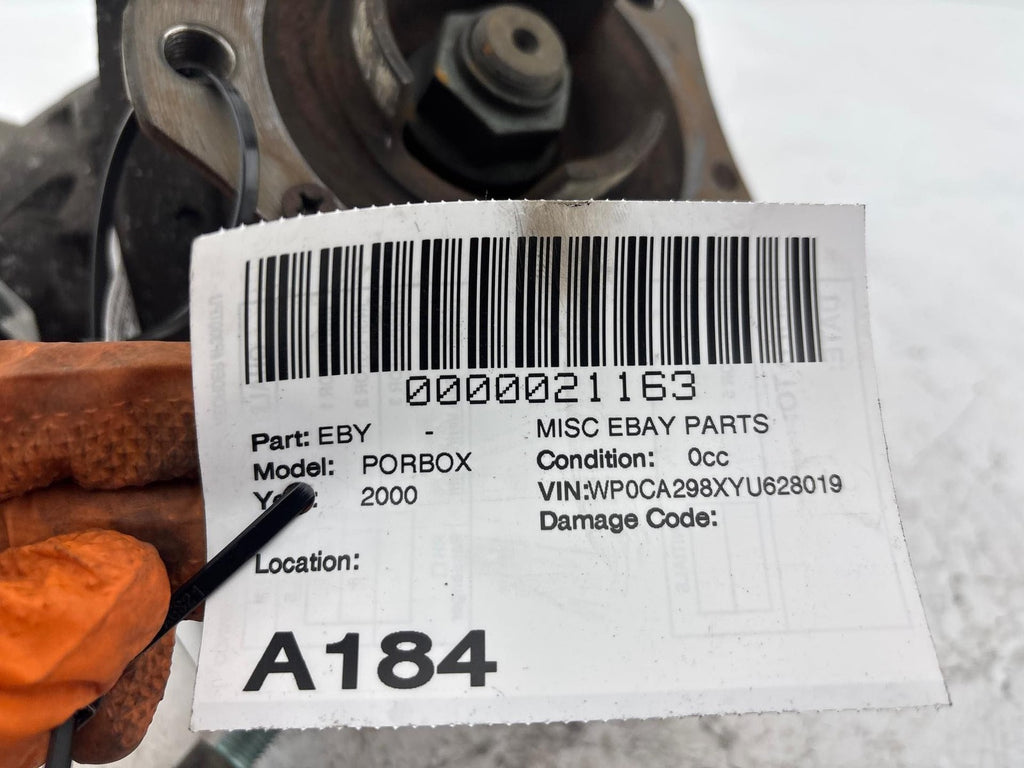 0000021163
Part: EBY - MISC EBAY PARTS
Model: PORBOX Condition: 0cc
2000 VIN:WP0CA298XYU628019
Damage Code:
Location:
A184